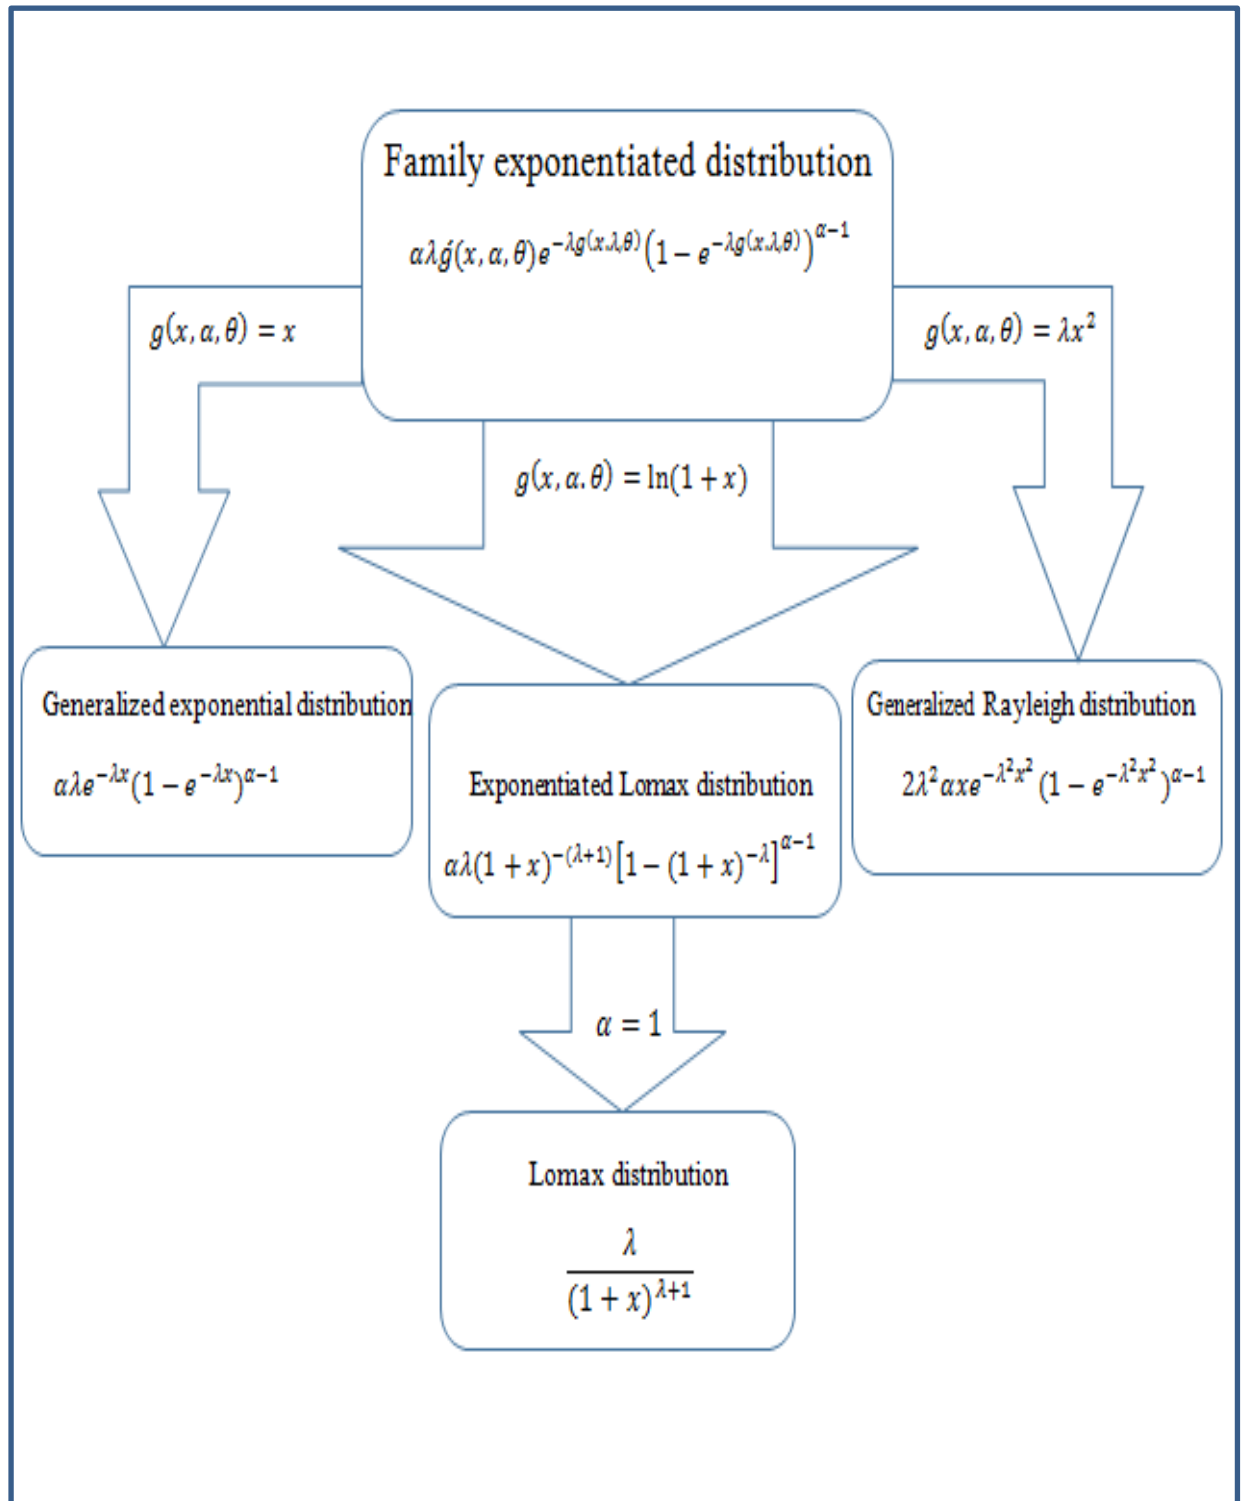 Family exponentiated distribution
αλǵ(x, α, θ)e^{−λg(x.λ,θ)}(1 − e^{−λg(x.λ,θ)})^{α−1}
g(x, α, θ) = x
g(x, α, θ) = λx²
g(x, α. θ) = ln(1 + x)
Generalized exponential distribution
αλe^{−λx}(1 − e^{−λx})^{α−1}
Exponentiated Lomax distribution
αλ(1 + x)^{−(λ+1)}[1 − (1 + x)^{−λ}]^{α−1}
Generalized Rayleigh distribution
2λ²αxe^{−λ²x²}(1 − e^{−λ²x²})^{α−1}
α = 1
Lomax distribution
λ
(1 + x)^{λ+1}